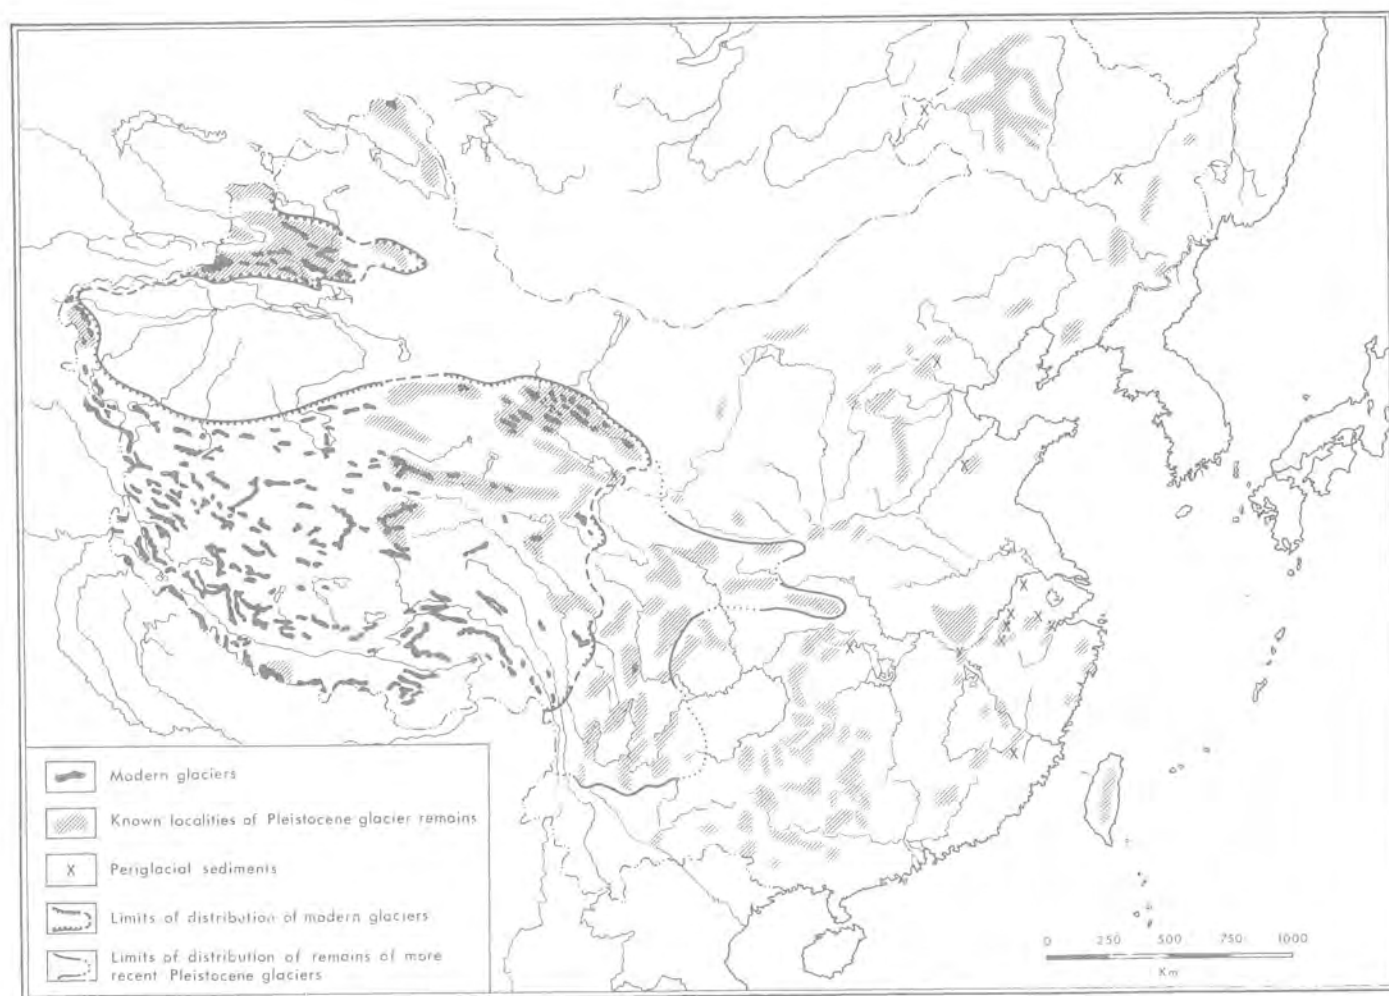 Modern glaciers
Known localities of Pleistocene glacier remains
X Periglacial sediments
Limits of distribution of modern glaciers
Limits of distribution of remains of more
recent Pleistocene glaciers
0 250 500 750 1000
Km
X
X
X
X
X
X
X
X
X
X
X